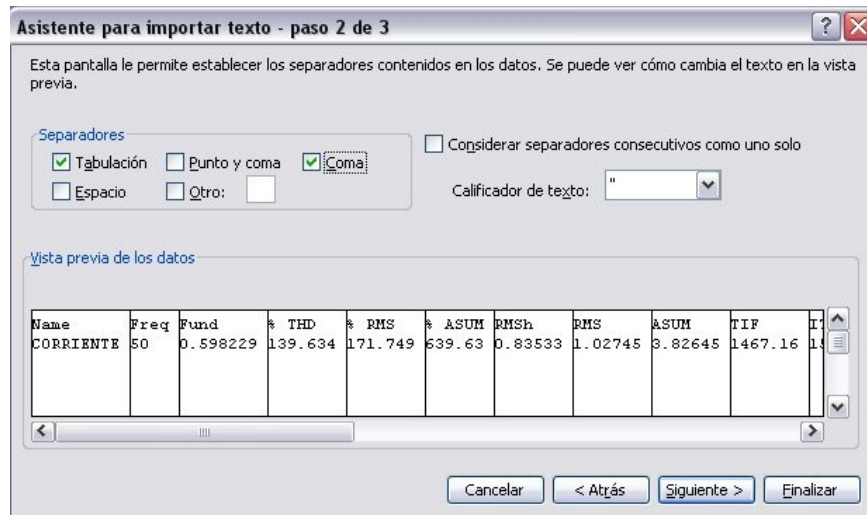 Asistente para importar texto - paso 2 de 3
?
Esta pantalla le permite establecer los separadores contenidos en los datos. Se puede ver cómo cambia el texto en la vista
previa.
Separadores
Tabulación Punto y coma Coma
Espacio Otro:
Considerar separadores consecutivos como uno solo
Calificador de texto: "
Vista previa de los datos
Name Freq Fund % THD % RMS % ASUM RMSh RMS ASUM TIF
CORRIENTE 50 0.598229 139.634 171.749 639.63 0.83533 1.02745 3.82645 1467.16
Cancelar < Atrás Siguiente > Finalizar